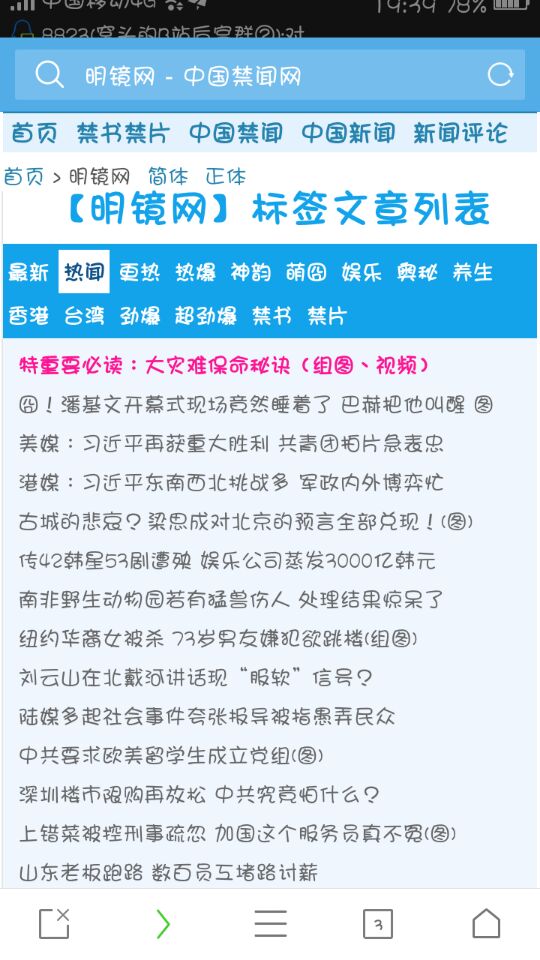 中国移动4G 19:39 78%
8823(窝头的B站后宫群②):对
明镜网 - 中国禁闻网
首页 禁书禁片 中国禁闻 中国新闻 新闻评论
首页 > 明镜网 简体 正体
【明镜网】标签文章列表
最新 热闻 更热 热爆 神韵 萌囧 娱乐 奥秘 养生
香港 台湾 劲爆 超劲爆 禁书 禁片
特重要必读：大灾难保命秘诀（组图、视频）
囧！潘基文开幕式现场竟然睡着了 巴赫把他叫醒 图
美媒：习近平再获重大胜利 共青团拍片急表忠
港媒：习近平东南西北挑战多 军政内外博弈忙
古城的悲哀？梁思成对北京的预言全部兑现！(图)
传42韩星53剧遭殃 娱乐公司蒸发3000亿韩元
南非野生动物园若有猛兽伤人 处理结果惊呆了
纽约华裔女被杀 73岁男友嫌犯欲跳楼(组图)
刘云山在北戴河讲话现“服软”信号？
陆媒多起社会事件夸张报导被指愚弄民众
中共要求欧美留学生成立党组(图)
深圳楼市限购再放松 中共究竟怕什么？
上错菜被控刑事疏忽 加国这个服务员真不冤(图)
山东老板跑路 数百员工堵路讨薪
3